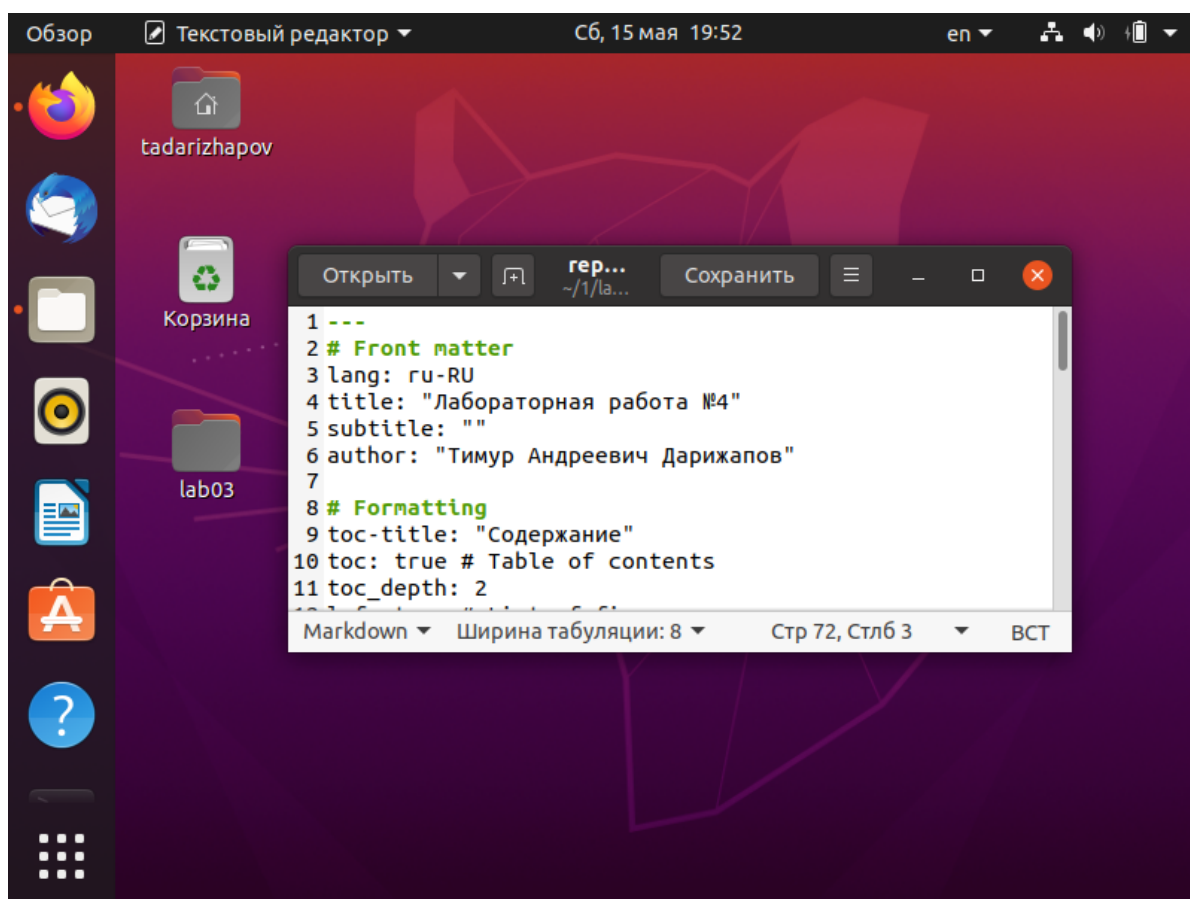 Обзор
Текстовый редактор
Сб, 15 мая 19:52
en
tadarizhapov
Корзина
lab03
Открыть
rep...
~/1/la...
Сохранить
1 ---
2 # Front matter
3 lang: ru-RU
4 title: "Лабораторная работа №4"
5 subtitle: ""
6 author: "Тимур Андреевич Дарижапов"
7
8 # Formatting
9 toc-title: "Содержание"
10 toc: true # Table of contents
11 toc_depth: 2
Markdown
Ширина табуляции: 8
Стр 72, Стлб 3
ВСТ